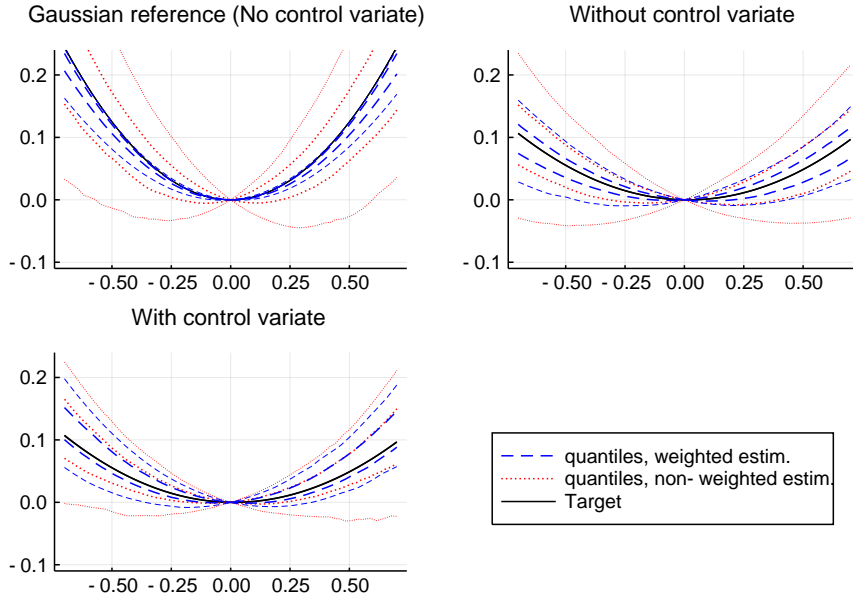 Gaussian reference (No control variate)
0.2
0.1
0.0
- 0.1
- 0.50 - 0.25 0.00 0.25 0.50
Without control variate
0.2
0.1
0.0
- 0.1
- 0.50 - 0.25 0.00 0.25 0.50
With control variate
0.2
0.1
0.0
- 0.1
- 0.50 - 0.25 0.00 0.25 0.50
quantiles, weighted estim.
quantiles, non- weighted estim.
Target